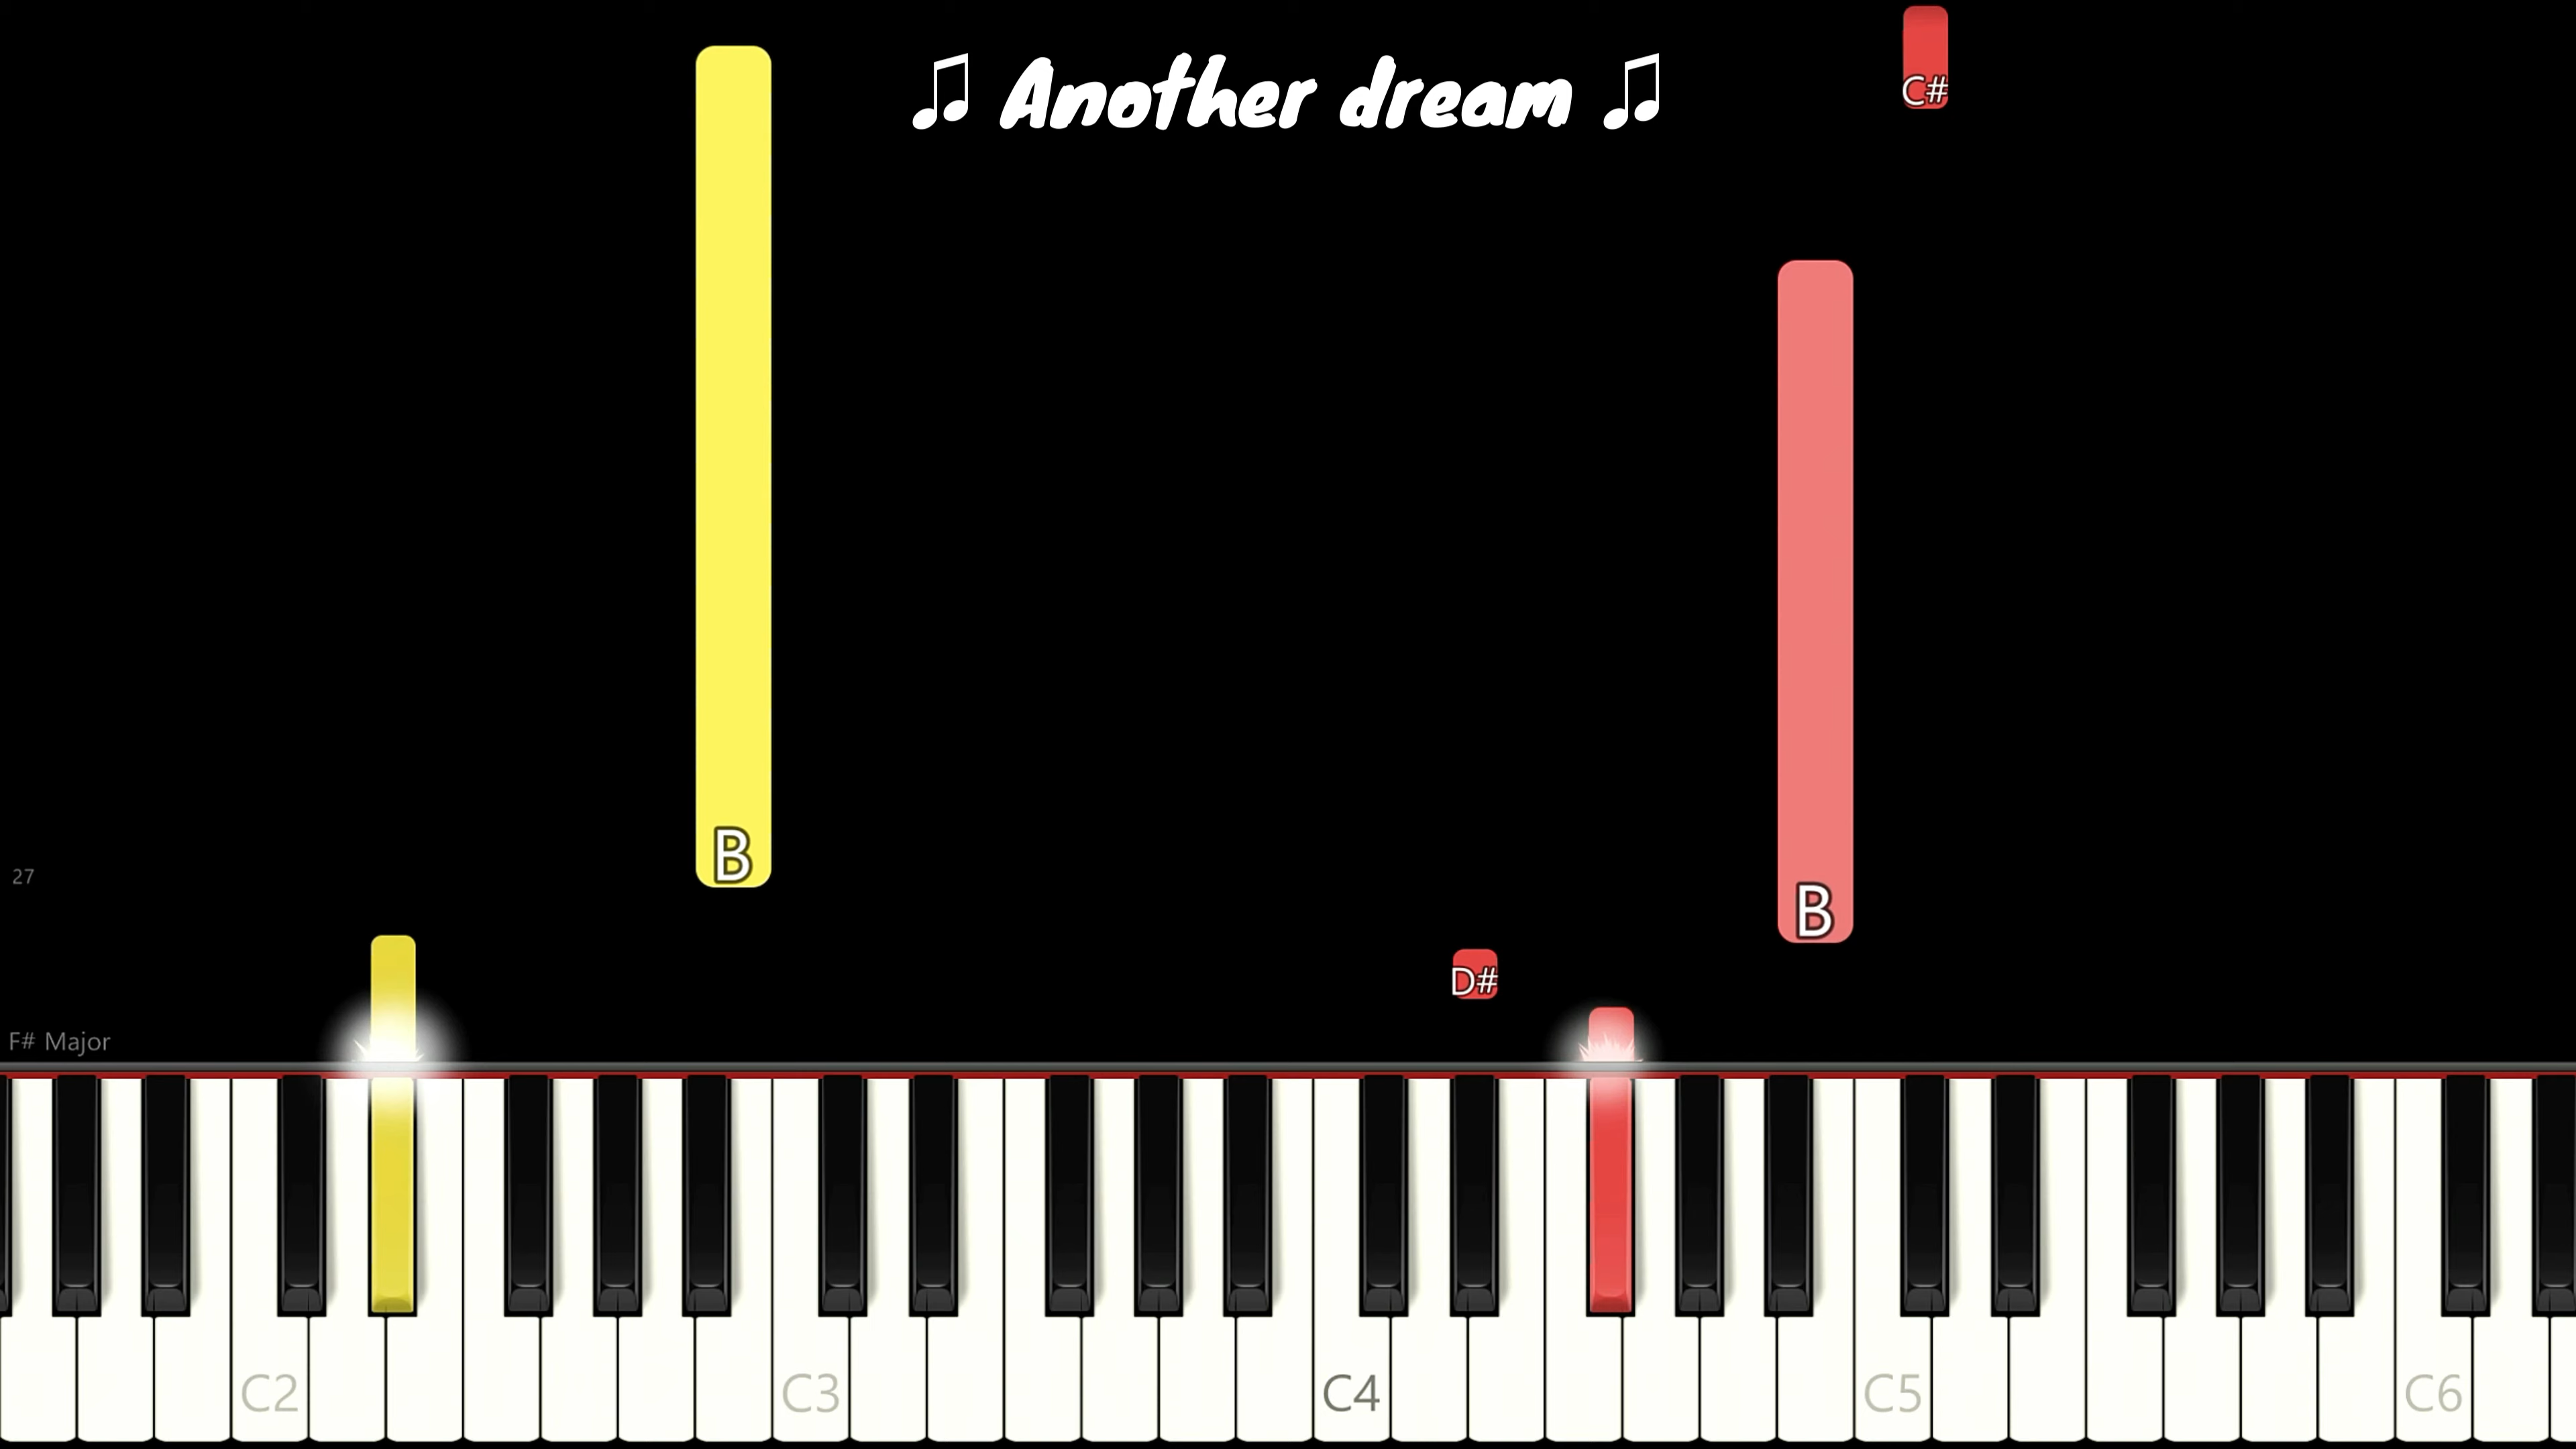 ♫ Another dream ♫
C#
B
B
27
D#
F# Major
C2 C3 C4 C5 C6